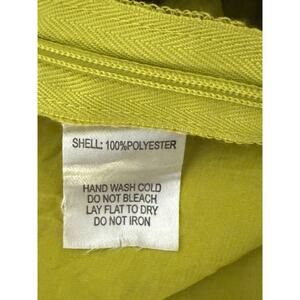 SHELL: 100%POLYESTER
HAND WASH COLD
DO NOT BLEACH
LAY FLAT TO DRY
DO NOT IRON